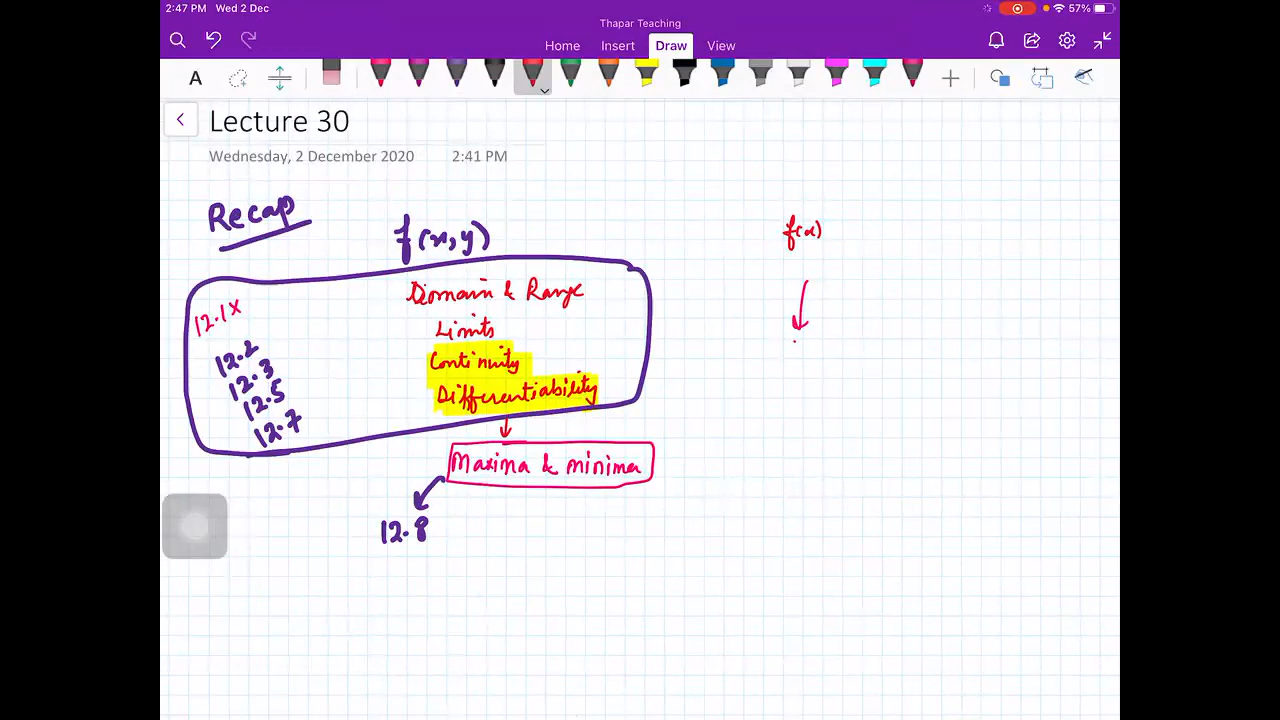 2:47 PM Wed 2 Dec
57%
Thapar Teaching
Home Insert Draw View
A
Lecture 30
Wednesday, 2 December 2020 2:41 PM
Recap
f(x,y)
f(x)
Domain & Range
12.1x
Limits
12.2
Continuity
12.3
Differentiability
12.5
12.7
Maxima & minima
12.8